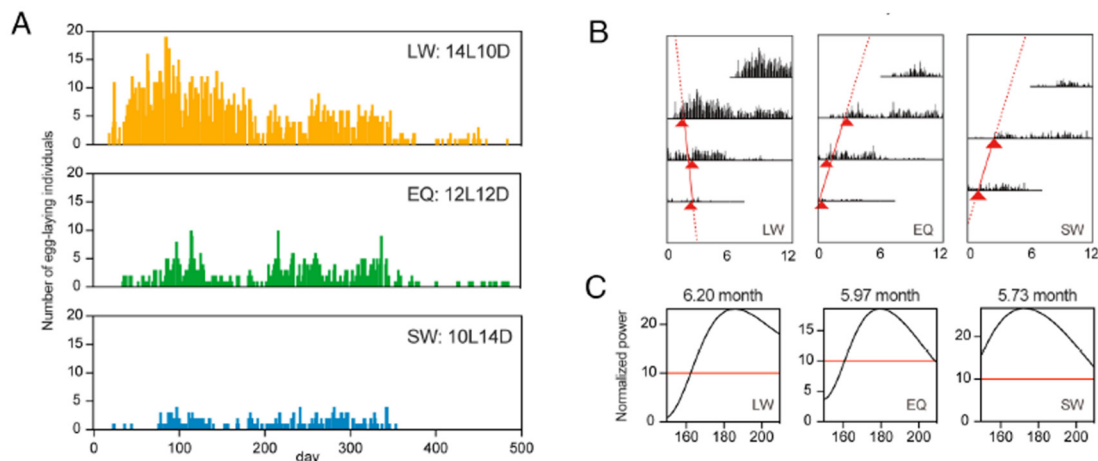 A
Number of egg-laying individuals
20
15
10
5
0
LW: 14L10D
20
15
10
5
0
EQ: 12L12D
20
15
10
5
0
SW: 10L14D
0 100 200 300 400 500
day
B
LW EQ SW
0 6 12 0 6 12 0 6 12
C
6.20 month 5.97 month 5.73 month
Normalized power
20
10
0
LW
15
10
5
0
EQ
20
10
0
SW
160 180 200 160 180 200 160 180 200